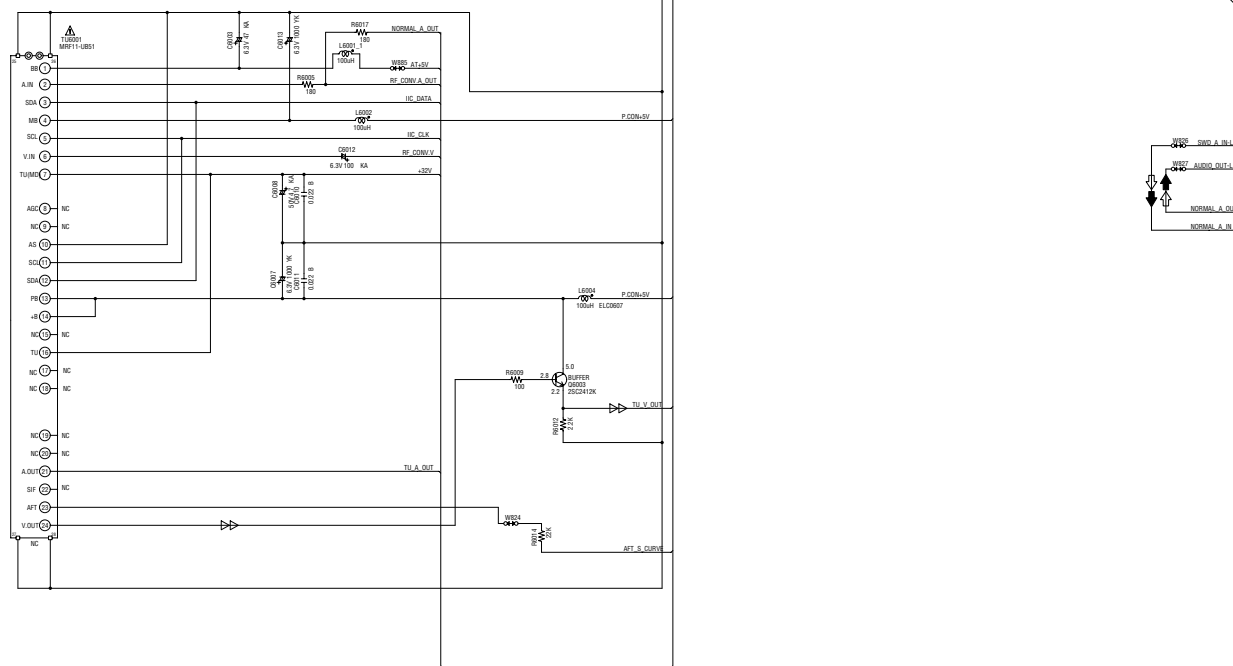 TU6001
MRF11-UB51
BB 1
A.IN 2
SDA 3
MB 4
SCL 5
V.IN 6
TU(MD) 7
AGC 8 NC
NC 9 NC
AS 10
SCL 11
SDA 12
PB 13
+B 14
NC 15 NC
TU 16
NC 17 NC
NC 18 NC
NC 19 NC
NC 20 NC
A.OUT 21
SIF 22 NC
AFT 23
V.OUT 24
NC
C6003
6.3V 47 KA
C6013
6.3V 1000 YK
R6017
180
NORMAL_A_OUT
L6001_1
100uH
W885 AT+5V
R6005
180
RF_CONV.A_OUT
IIC_DATA
L6002
100uH
P.CON+5V
IIC_CLK
C6012
6.3V 100 KA
RF_CONV.V
+32V
C6008
50V 4.7 KA
C6010
0.022 B
C6007
6.3V 1000 YK
C6011
0.022 B
L6004
100uH ELC0607
P.CON+5V
R6009
100
5.0
2.8
2.2
BUFFER
Q6003
2SC2412K
TU_V_OUT
R6012
2.2K
TU_A_OUT
W824
R6014
22K
AFT_S_CURVE
W826 SWD_A_IN-L
W827 AUDIO_OUT-L
NORMAL_A_OU
NORMAL_A_IN